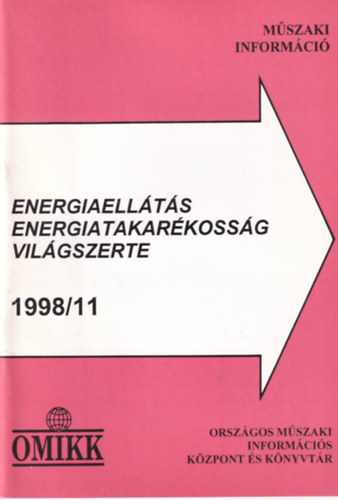 MŰSZAKI
INFORMÁCIÓ
ENERGIAELLÁTÁS
ENERGIATAKARÉKOSSÁG
VILÁGSZERTE
1998/11
OMIKK
ORSZÁGOS MŰSZAKI
INFORMÁCIÓS
KÖZPONT ÉS KÖNYVTÁR